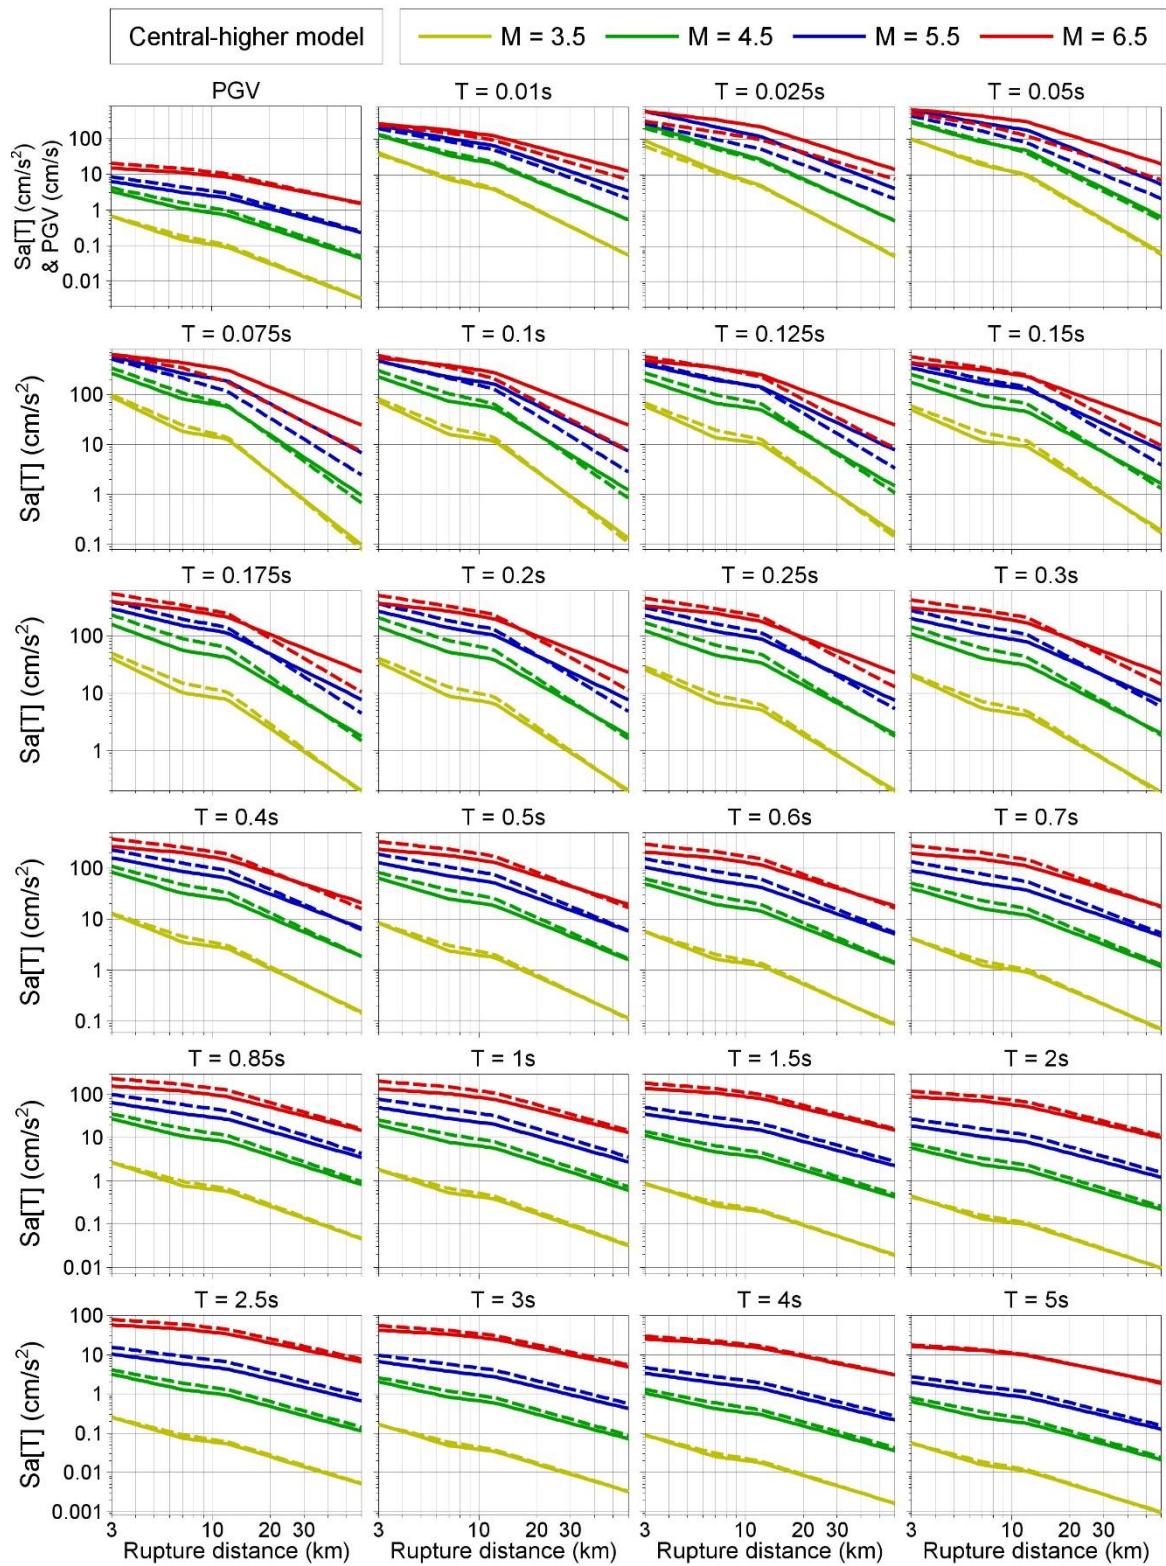 Central-higher model
M = 3.5 M = 4.5 M = 5.5 M = 6.5
PGV T = 0.01s T = 0.025s T = 0.05s
Sa[T] (cm/s²)
& PGV (cm/s)
100
10
1
0.1
0.01
T = 0.075s T = 0.1s T = 0.125s T = 0.15s
Sa[T] (cm/s²)
100
10
1
0.1
T = 0.175s T = 0.2s T = 0.25s T = 0.3s
Sa[T] (cm/s²)
100
10
1
T = 0.4s T = 0.5s T = 0.6s T = 0.7s
Sa[T] (cm/s²)
100
10
1
0.1
T = 0.85s T = 1s T = 1.5s T = 2s
Sa[T] (cm/s²)
100
10
1
0.1
0.01
T = 2.5s T = 3s T = 4s T = 5s
Sa[T] (cm/s²)
100
10
1
0.1
0.01
0.001
3 10 20 30 3 10 20 30 3 10 20 30 3 10 20 30
Rupture distance (km) Rupture distance (km) Rupture distance (km) Rupture distance (km)